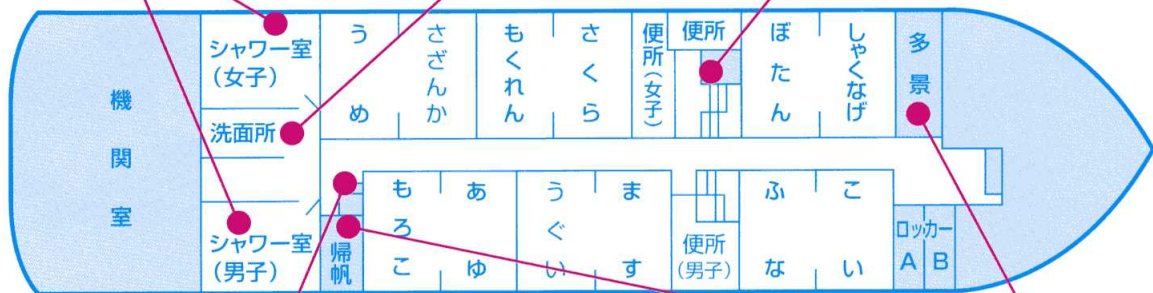 機関室
シャワー室
（女子）
洗面所
シャワー室
（男子）
うめ
さざんか
もくれん
さくら
便所（女子）
便所
ぼたん
しゃくなげ
多景
帰帆
もろこ
あゆ
うぐい
ます
便所
（男子）
ふな
こい
ロッカー
A B